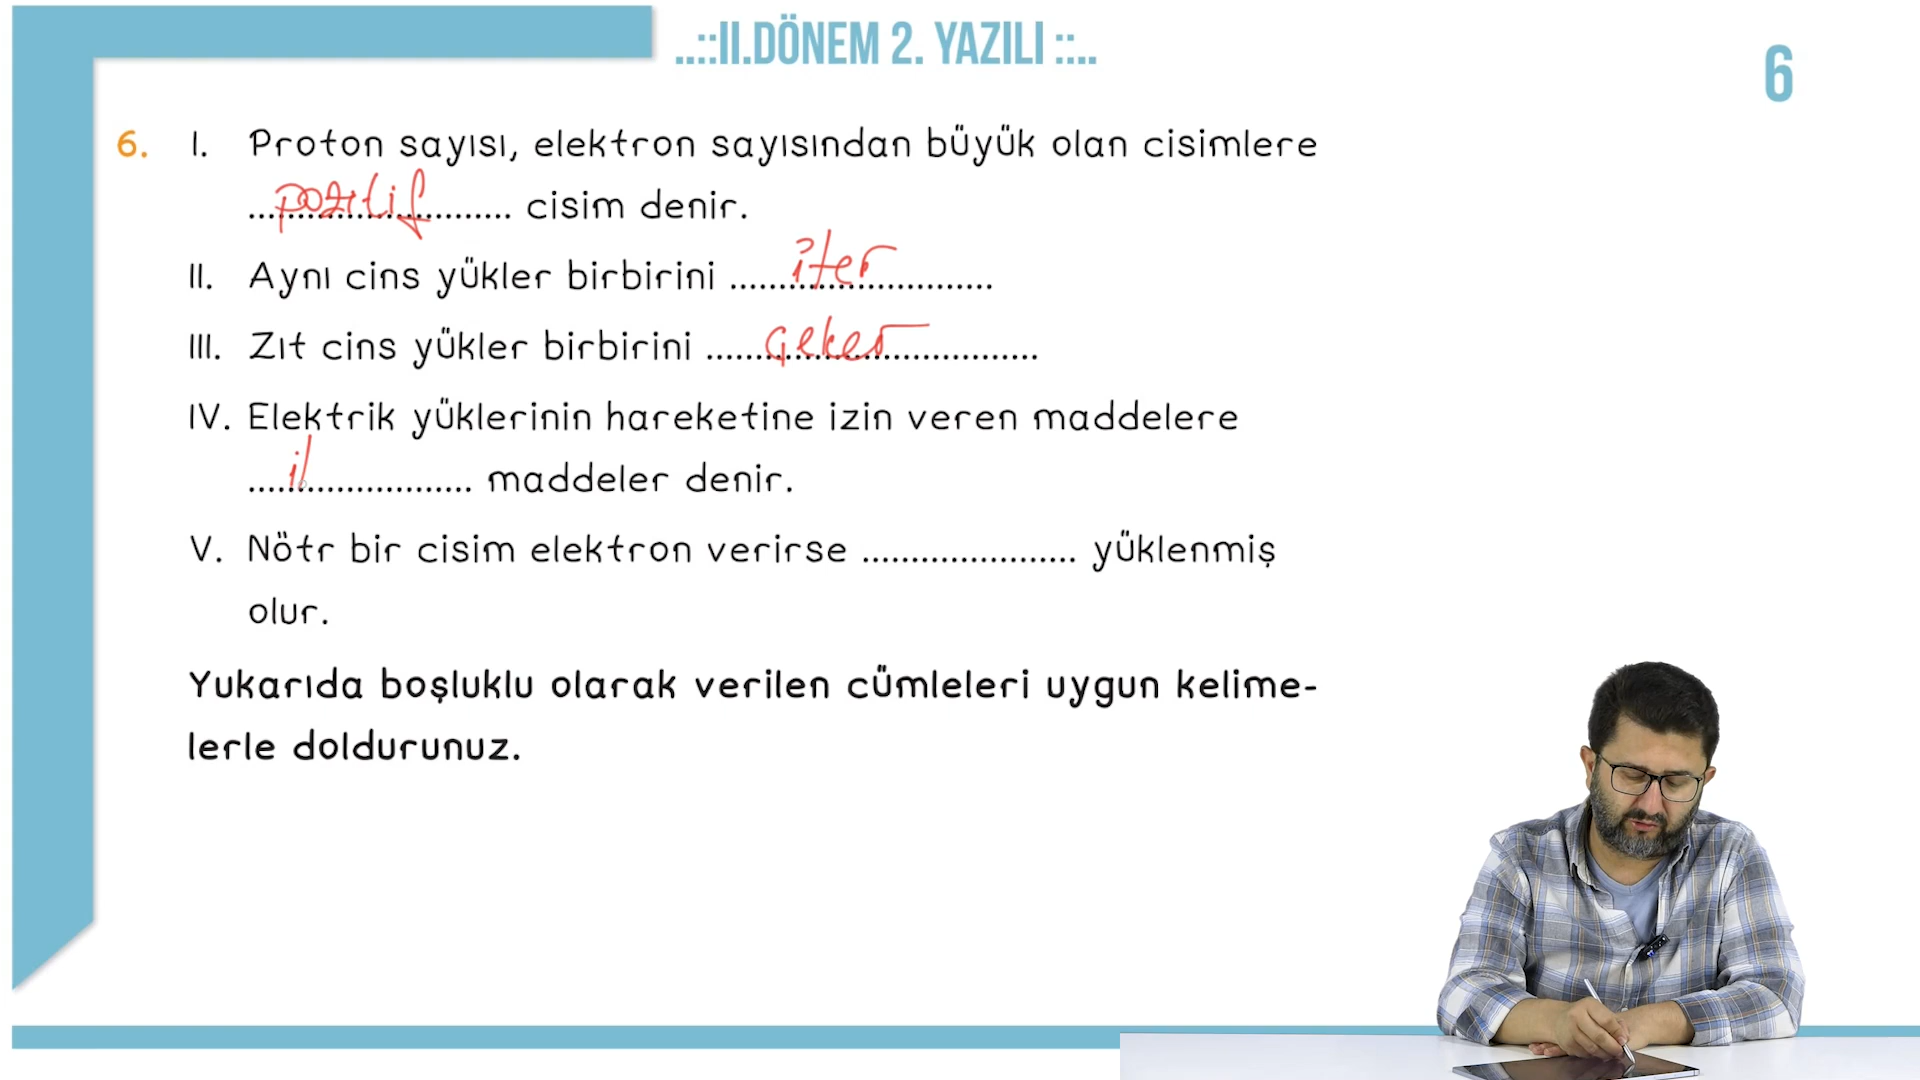 ..::II.DÖNEM 2. YAZILI ::..
6
6. I. Proton sayısı, elektron sayısından büyük olan cisimlere
pozitif cisim denir.
II. Aynı cins yükler birbirini iter
III. Zıt cins yükler birbirini çeker
IV. Elektrik yüklerinin hareketine izin veren maddelere
il.................... maddeler denir.
V. Nötr bir cisim elektron verirse ...................... yüklenmiş
olur.
Yukarıda boşluklu olarak verilen cümleleri uygun kelime-
lerle doldurunuz.